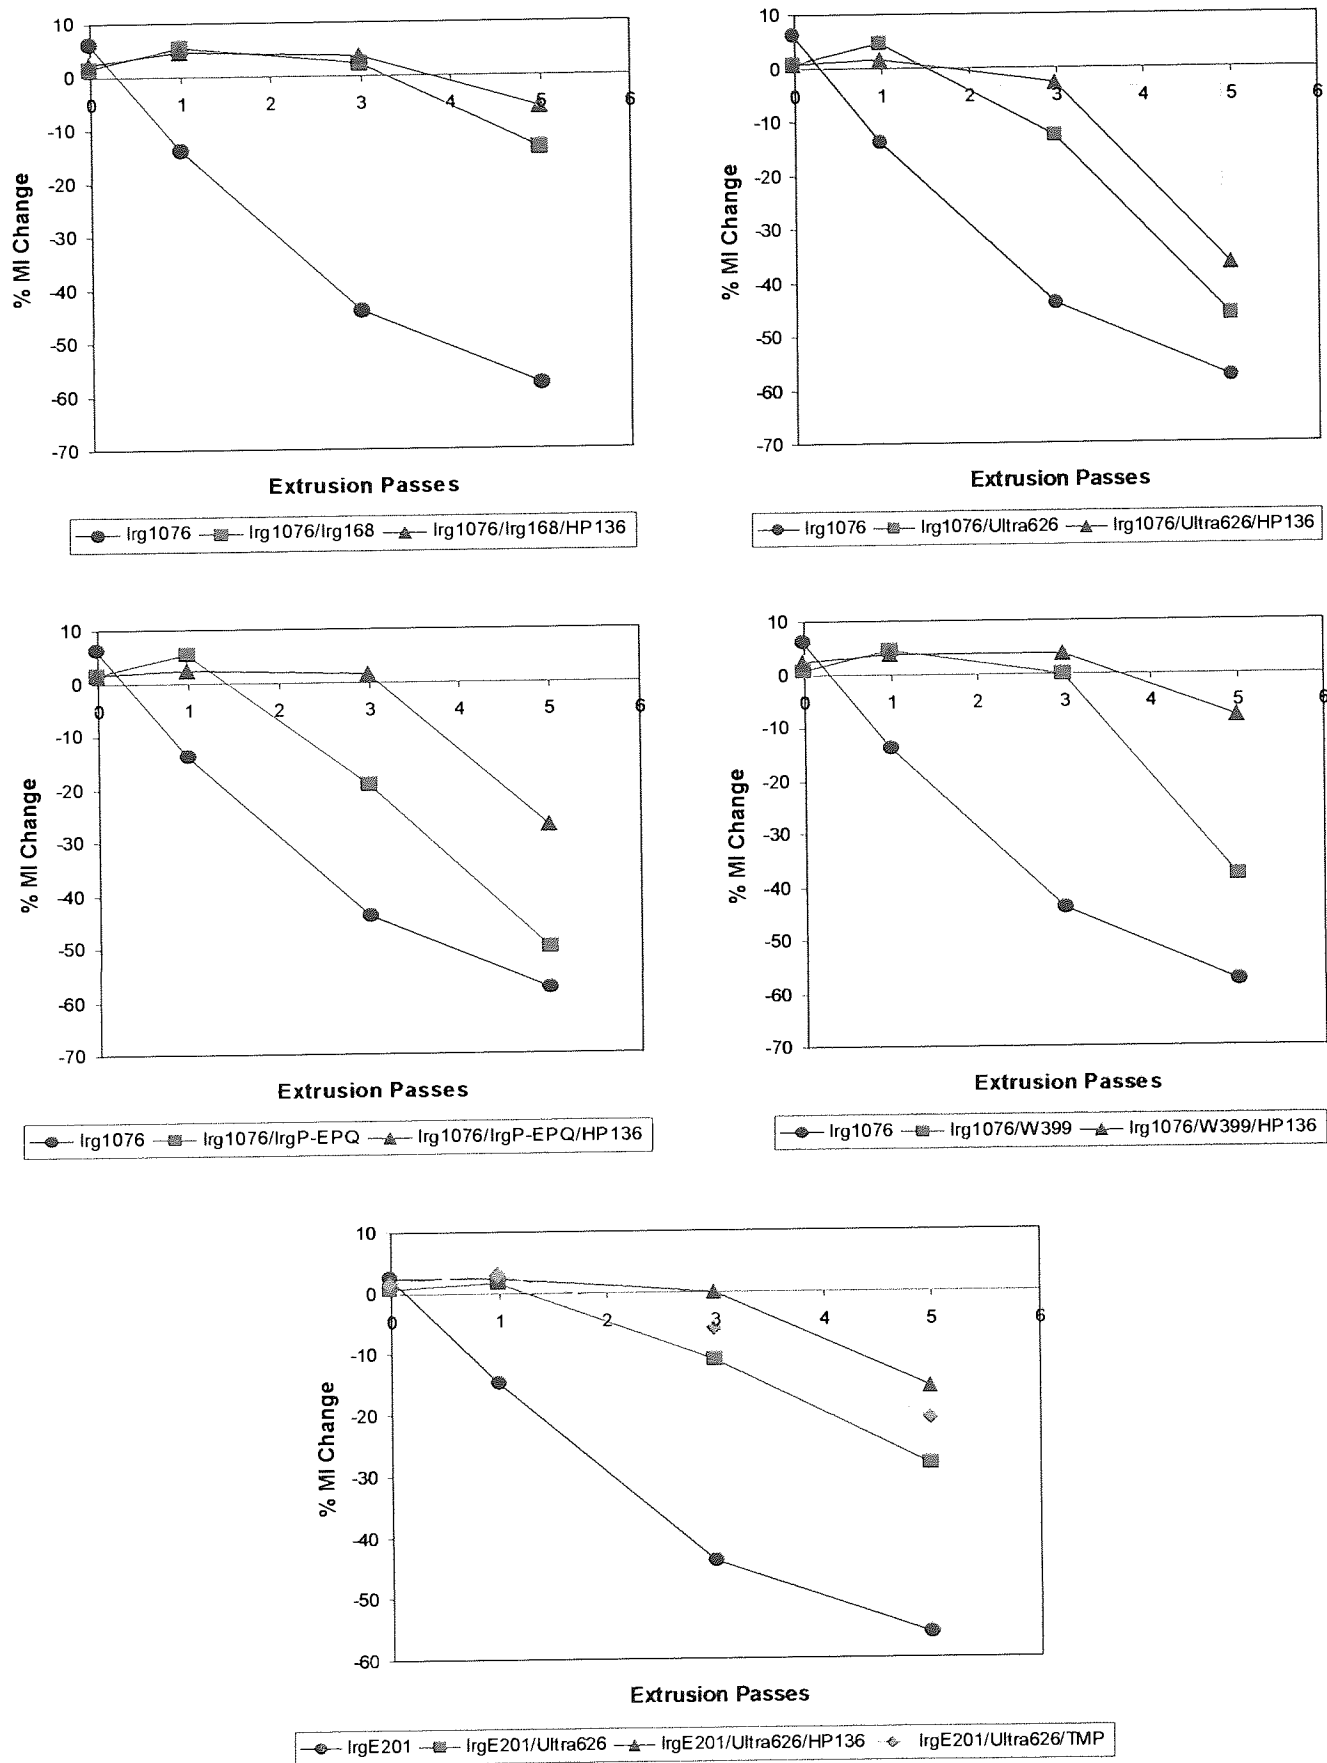 10
0
-10
-20
-30
-40
-50
-60
-70
0 1 2 3 4 5 6
% MI Change
Extrusion Passes
Irg1076 Irg1076/Irg168 Irg1076/Irg168/HP136
10
0
-10
-20
-30
-40
-50
-60
-70
0 1 2 3 4 5 6
% MI Change
Extrusion Passes
Irg1076 Irg1076/Ultra626 Irg1076/Ultra626/HP136
10
0
-10
-20
-30
-40
-50
-60
-70
0 1 2 3 4 5 6
% MI Change
Extrusion Passes
Irg1076 Irg1076/IrgP-EPQ Irg1076/IrgP-EPQ/HP136
10
0
-10
-20
-30
-40
-50
-60
-70
0 1 2 3 4 5 6
% MI Change
Extrusion Passes
Irg1076 Irg1076/W399 Irg1076/W399/HP136
10
0
-10
-20
-30
-40
-50
-60
0 1 2 3 4 5 6
% MI Change
Extrusion Passes
IrgE201 IrgE201/Ultra626 IrgE201/Ultra626/HP136 IrgE201/Ultra626/TMP